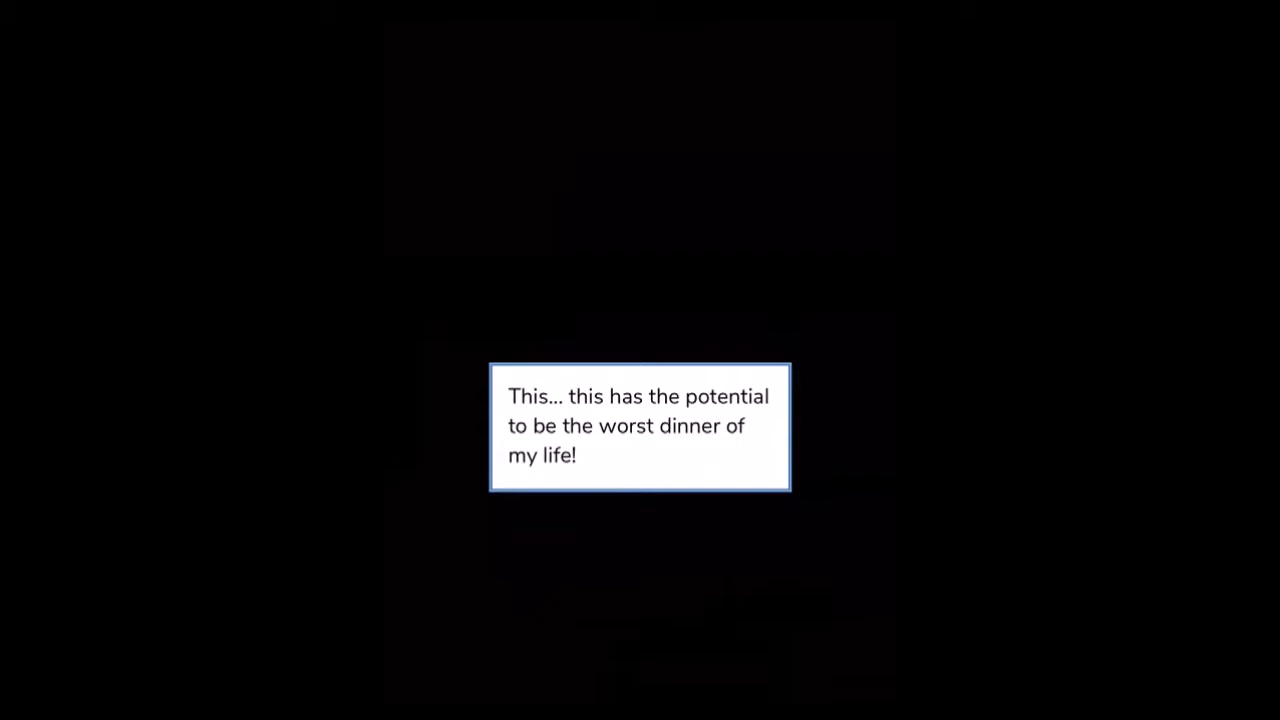 This... this has the potential
to be the worst dinner of
my life!